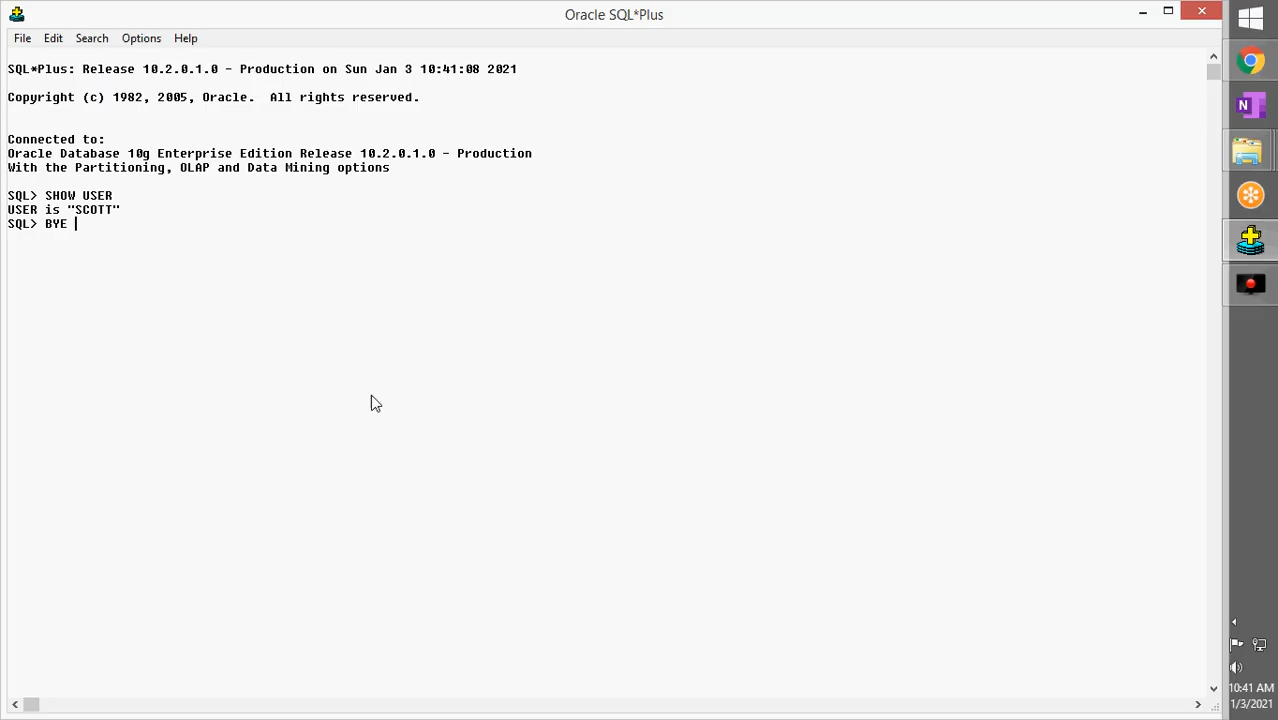 Oracle SQL*Plus
File Edit Search Options Help
SQL*Plus: Release 10.2.0.1.0 - Production on Sun Jan 3 10:41:08 2021
Copyright (c) 1982, 2005, Oracle.  All rights reserved.
Connected to:
Oracle Database 10g Enterprise Edition Release 10.2.0.1.0 - Production
With the Partitioning, OLAP and Data Mining options
SQL> SHOW USER
USER is "SCOTT"
SQL> BYE
N
10:41 AM
1/3/2021